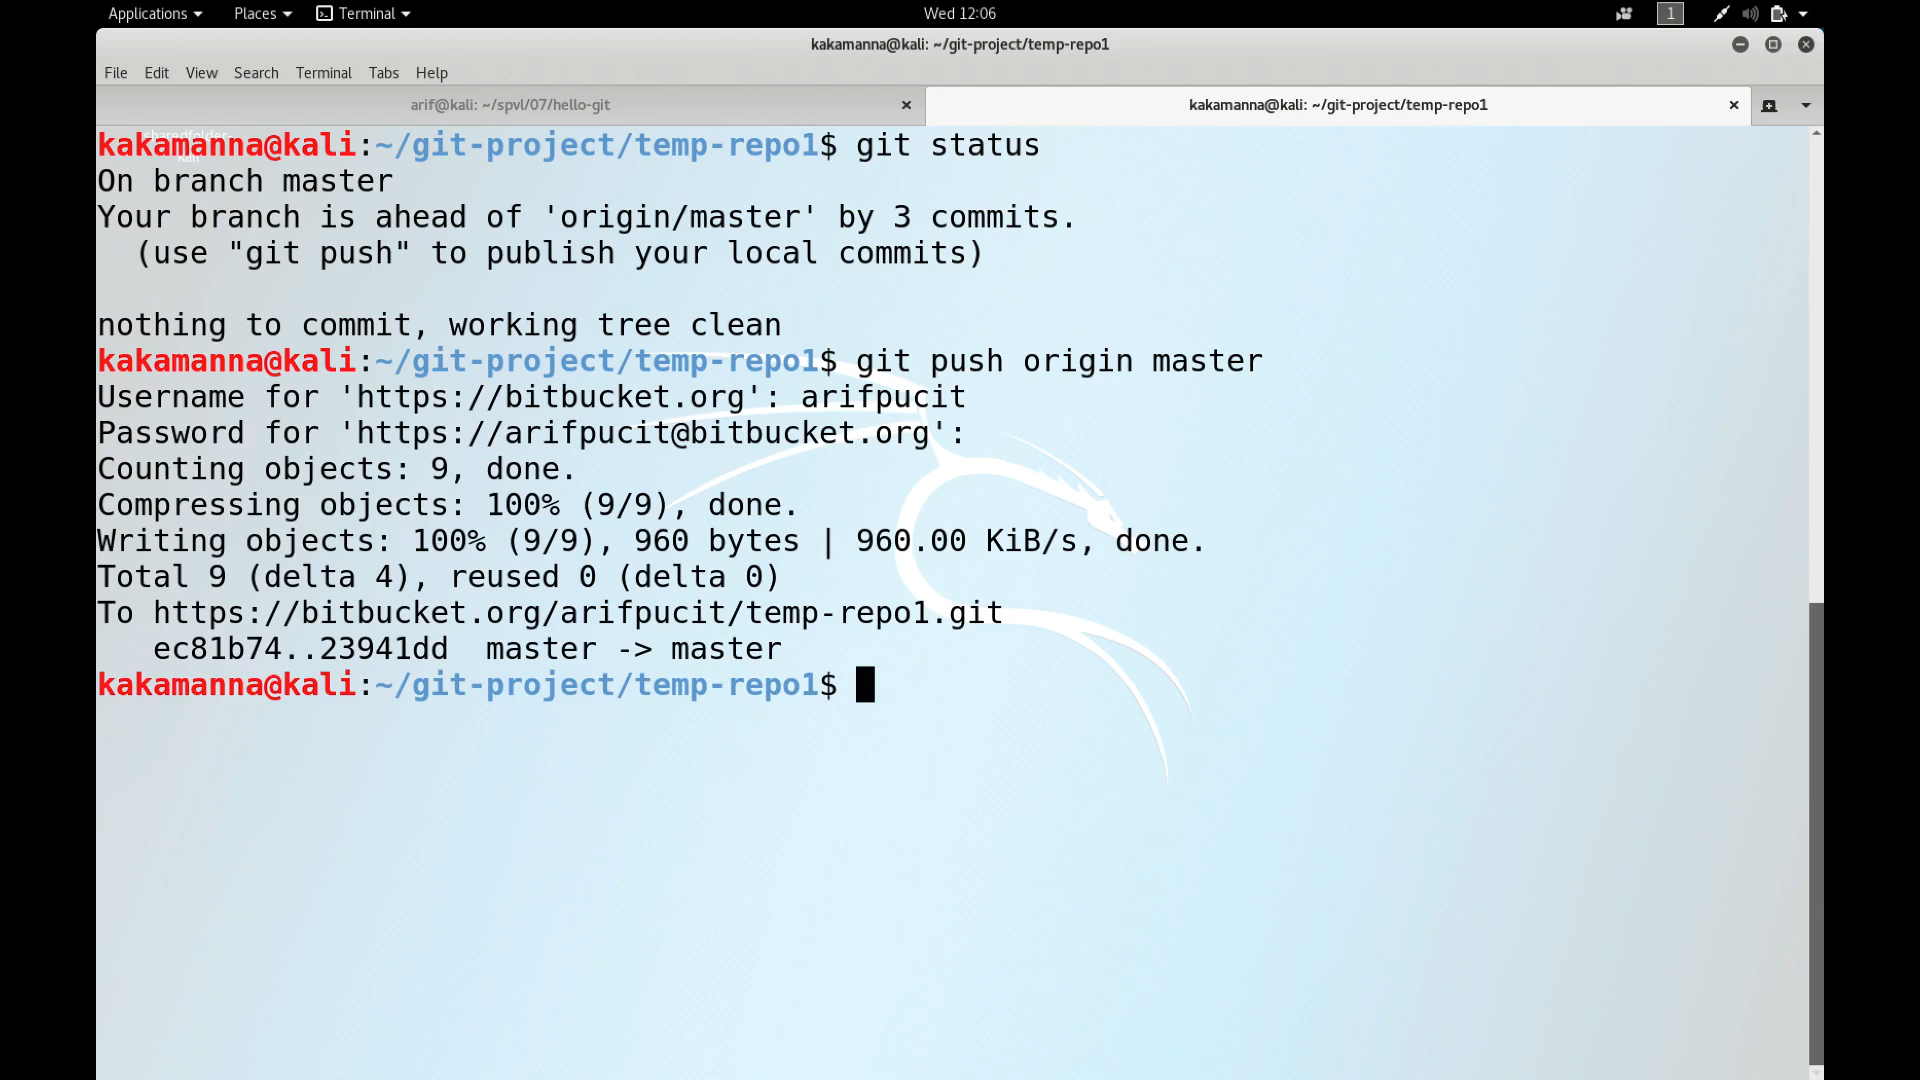 Applications Places Terminal Wed 12:06 1
kakamanna@kali: ~/git-project/temp-repo1
File Edit View Search Terminal Tabs Help
arif@kali: ~/spvl/07/hello-git kakamanna@kali: ~/git-project/temp-repo1
kakamanna@kali:~/git-project/temp-repo1$ git status
On branch master
Your branch is ahead of 'origin/master' by 3 commits.
  (use "git push" to publish your local commits)
nothing to commit, working tree clean
kakamanna@kali:~/git-project/temp-repo1$ git push origin master
Username for 'https://bitbucket.org': arifpucit
Password for 'https://arifpucit@bitbucket.org':
Counting objects: 9, done.
Compressing objects: 100% (9/9), done.
Writing objects: 100% (9/9), 960 bytes | 960.00 KiB/s, done.
Total 9 (delta 4), reused 0 (delta 0)
To https://bitbucket.org/arifpucit/temp-repo1.git
   ec81b74..23941dd  master -> master
kakamanna@kali:~/git-project/temp-repo1$